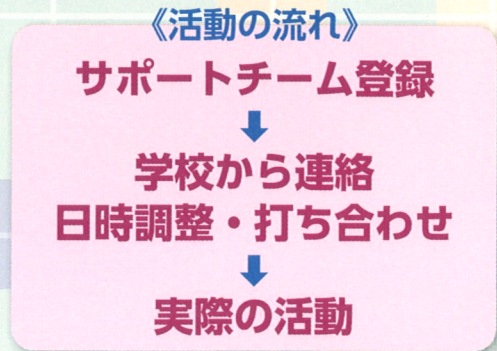 《活動の流れ》
サポートチーム登録
⬇
学校から連絡
日時調整・打ち合わせ
⬇
実際の活動